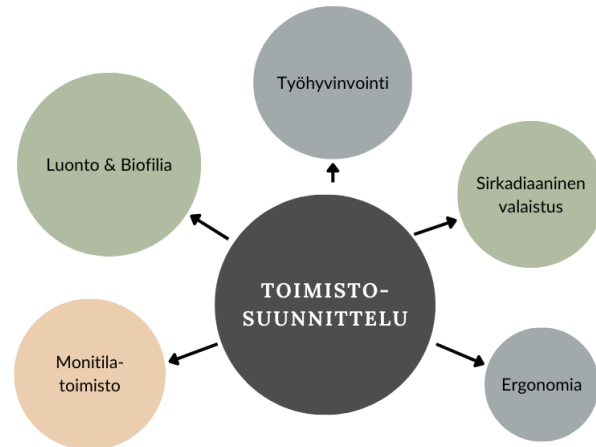 Työhyvinvointi
Luonto & Biofilia
Sirkadiaaninen
valaistus
TOIMISTO-
SUUNNITTELU
Monitila-
toimisto
Ergonomia